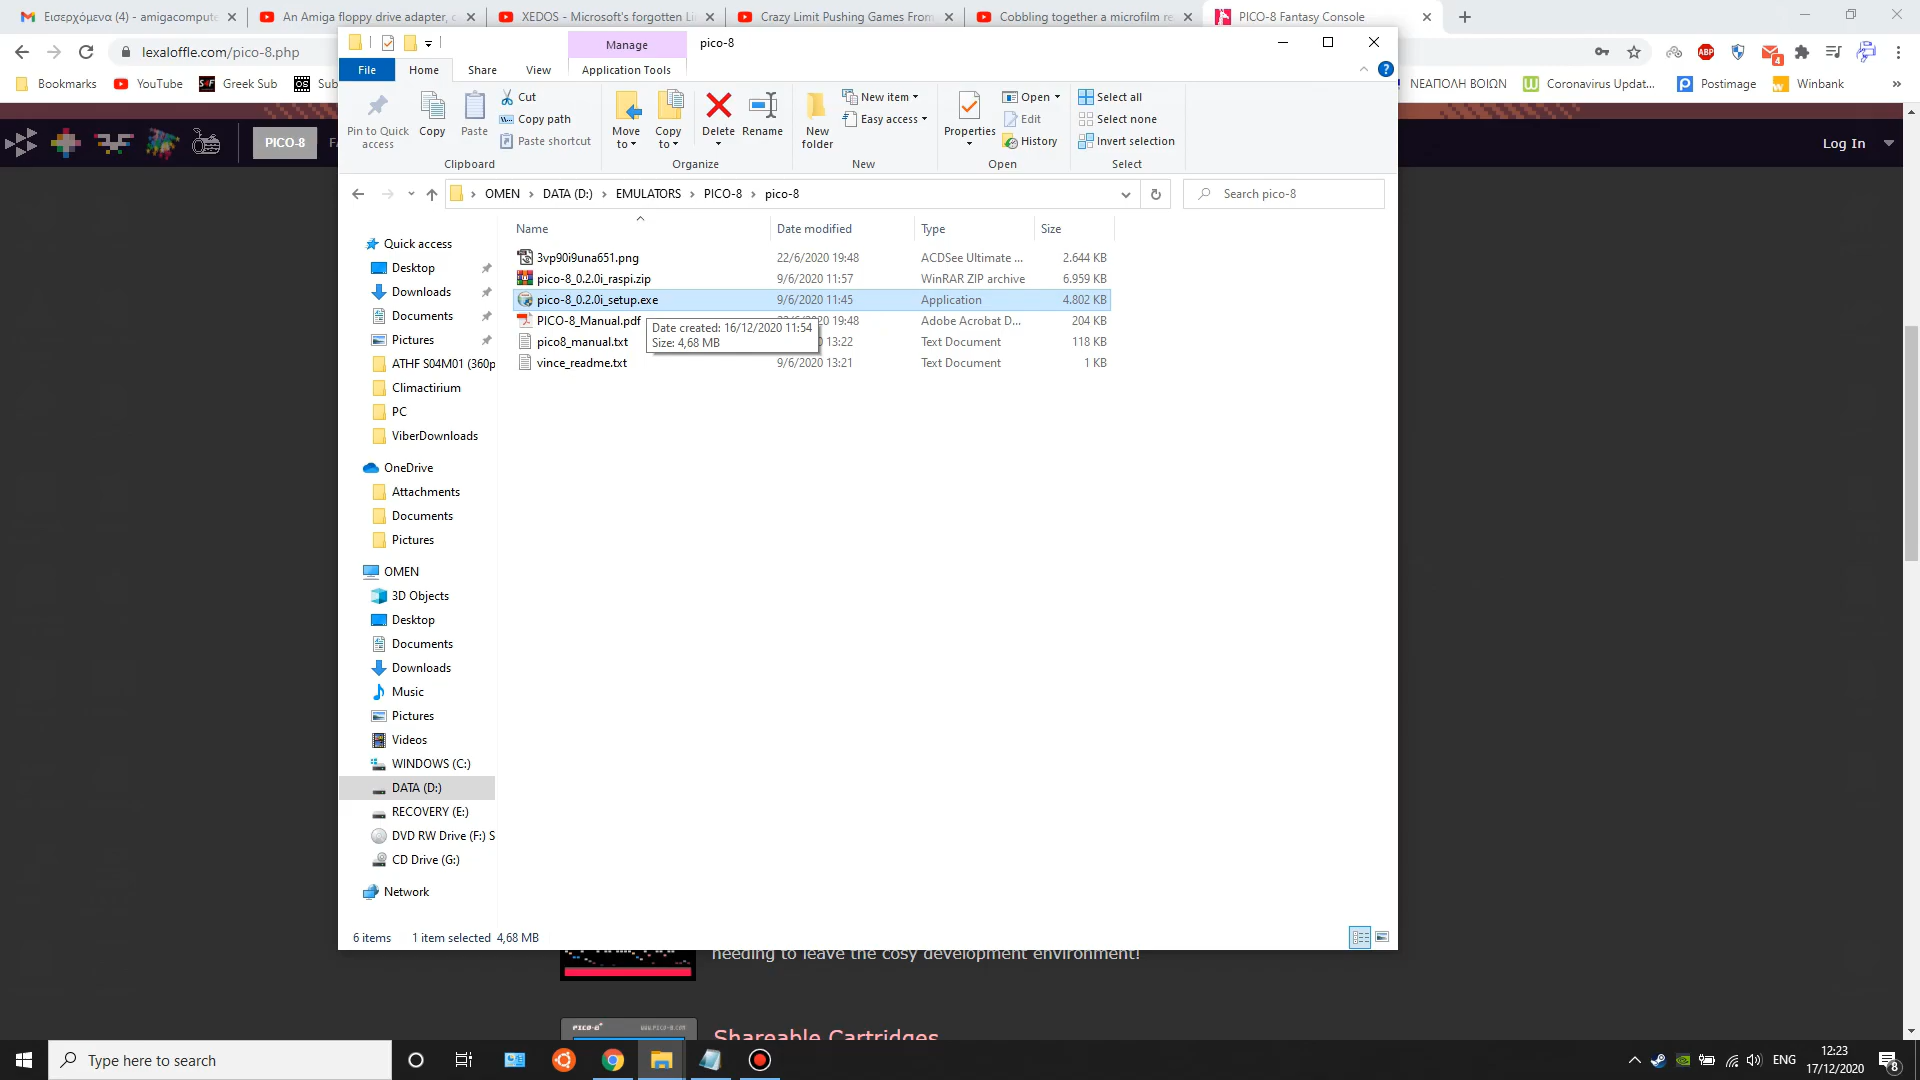 Εισερχόμενα (4) - amigacompute
An Amiga floppy drive adapter, c
XEDOS - Microsoft's forgotten Li
Crazy Limit Pushing Games From
Cobbling together a microfilm re
PICO-8 Fantasy Console
lexaloffle.com/pico-8.php
Manage
pico-8
File
Home
Share
View
Application Tools
Bookmarks
YouTube
Greek Sub
Sub
ΝΕΑΠΟΛΗ ΒΟΙΩΝ
Coronavirus Updat...
Postimage
Winbank
ABP
4
PICO-8
FA
Log In
Pin to Quick access
Copy
Paste
Cut
Copy path
Paste shortcut
Clipboard
Move to
Copy to
Delete
Rename
Organize
New folder
New item
Easy access
New
Properties
Open
Edit
History
Open
Select all
Select none
Invert selection
Select
OMEN
DATA (D:)
EMULATORS
PICO-8
pico-8
Search pico-8
Name
Date modified
Type
Size
3vp90i9una651.png 22/6/2020 19:48 ACDSee Ultimate ... 2.644 KB
pico-8_0.2.0i_raspi.zip 9/6/2020 11:57 WinRAR ZIP archive 6.959 KB
pico-8_0.2.0i_setup.exe 9/6/2020 11:45 Application 4.802 KB
PICO-8_Manual.pdf 2020 19:48 Adobe Acrobat D... 204 KB
pico8_manual.txt 13:22 Text Document 118 KB
vince_readme.txt 9/6/2020 13:21 Text Document 1 KB
Date created: 16/12/2020 11:54
Size: 4,68 MB
Quick access
Desktop
Downloads
Documents
Pictures
ATHF S04M01 (360p
Climactirium
PC
ViberDownloads
OneDrive
Attachments
Documents
Pictures
OMEN
3D Objects
Desktop
Documents
Downloads
Music
Pictures
Videos
WINDOWS (C:)
DATA (D:)
RECOVERY (E:)
DVD RW Drive (F:) S
CD Drive (G:)
Network
6 items
1 item selected 4,68 MB
needing to leave the cosy development environment!
PICO-8
Shareable Cartridges
Type here to search
ENG
12:23
17/12/2020
8